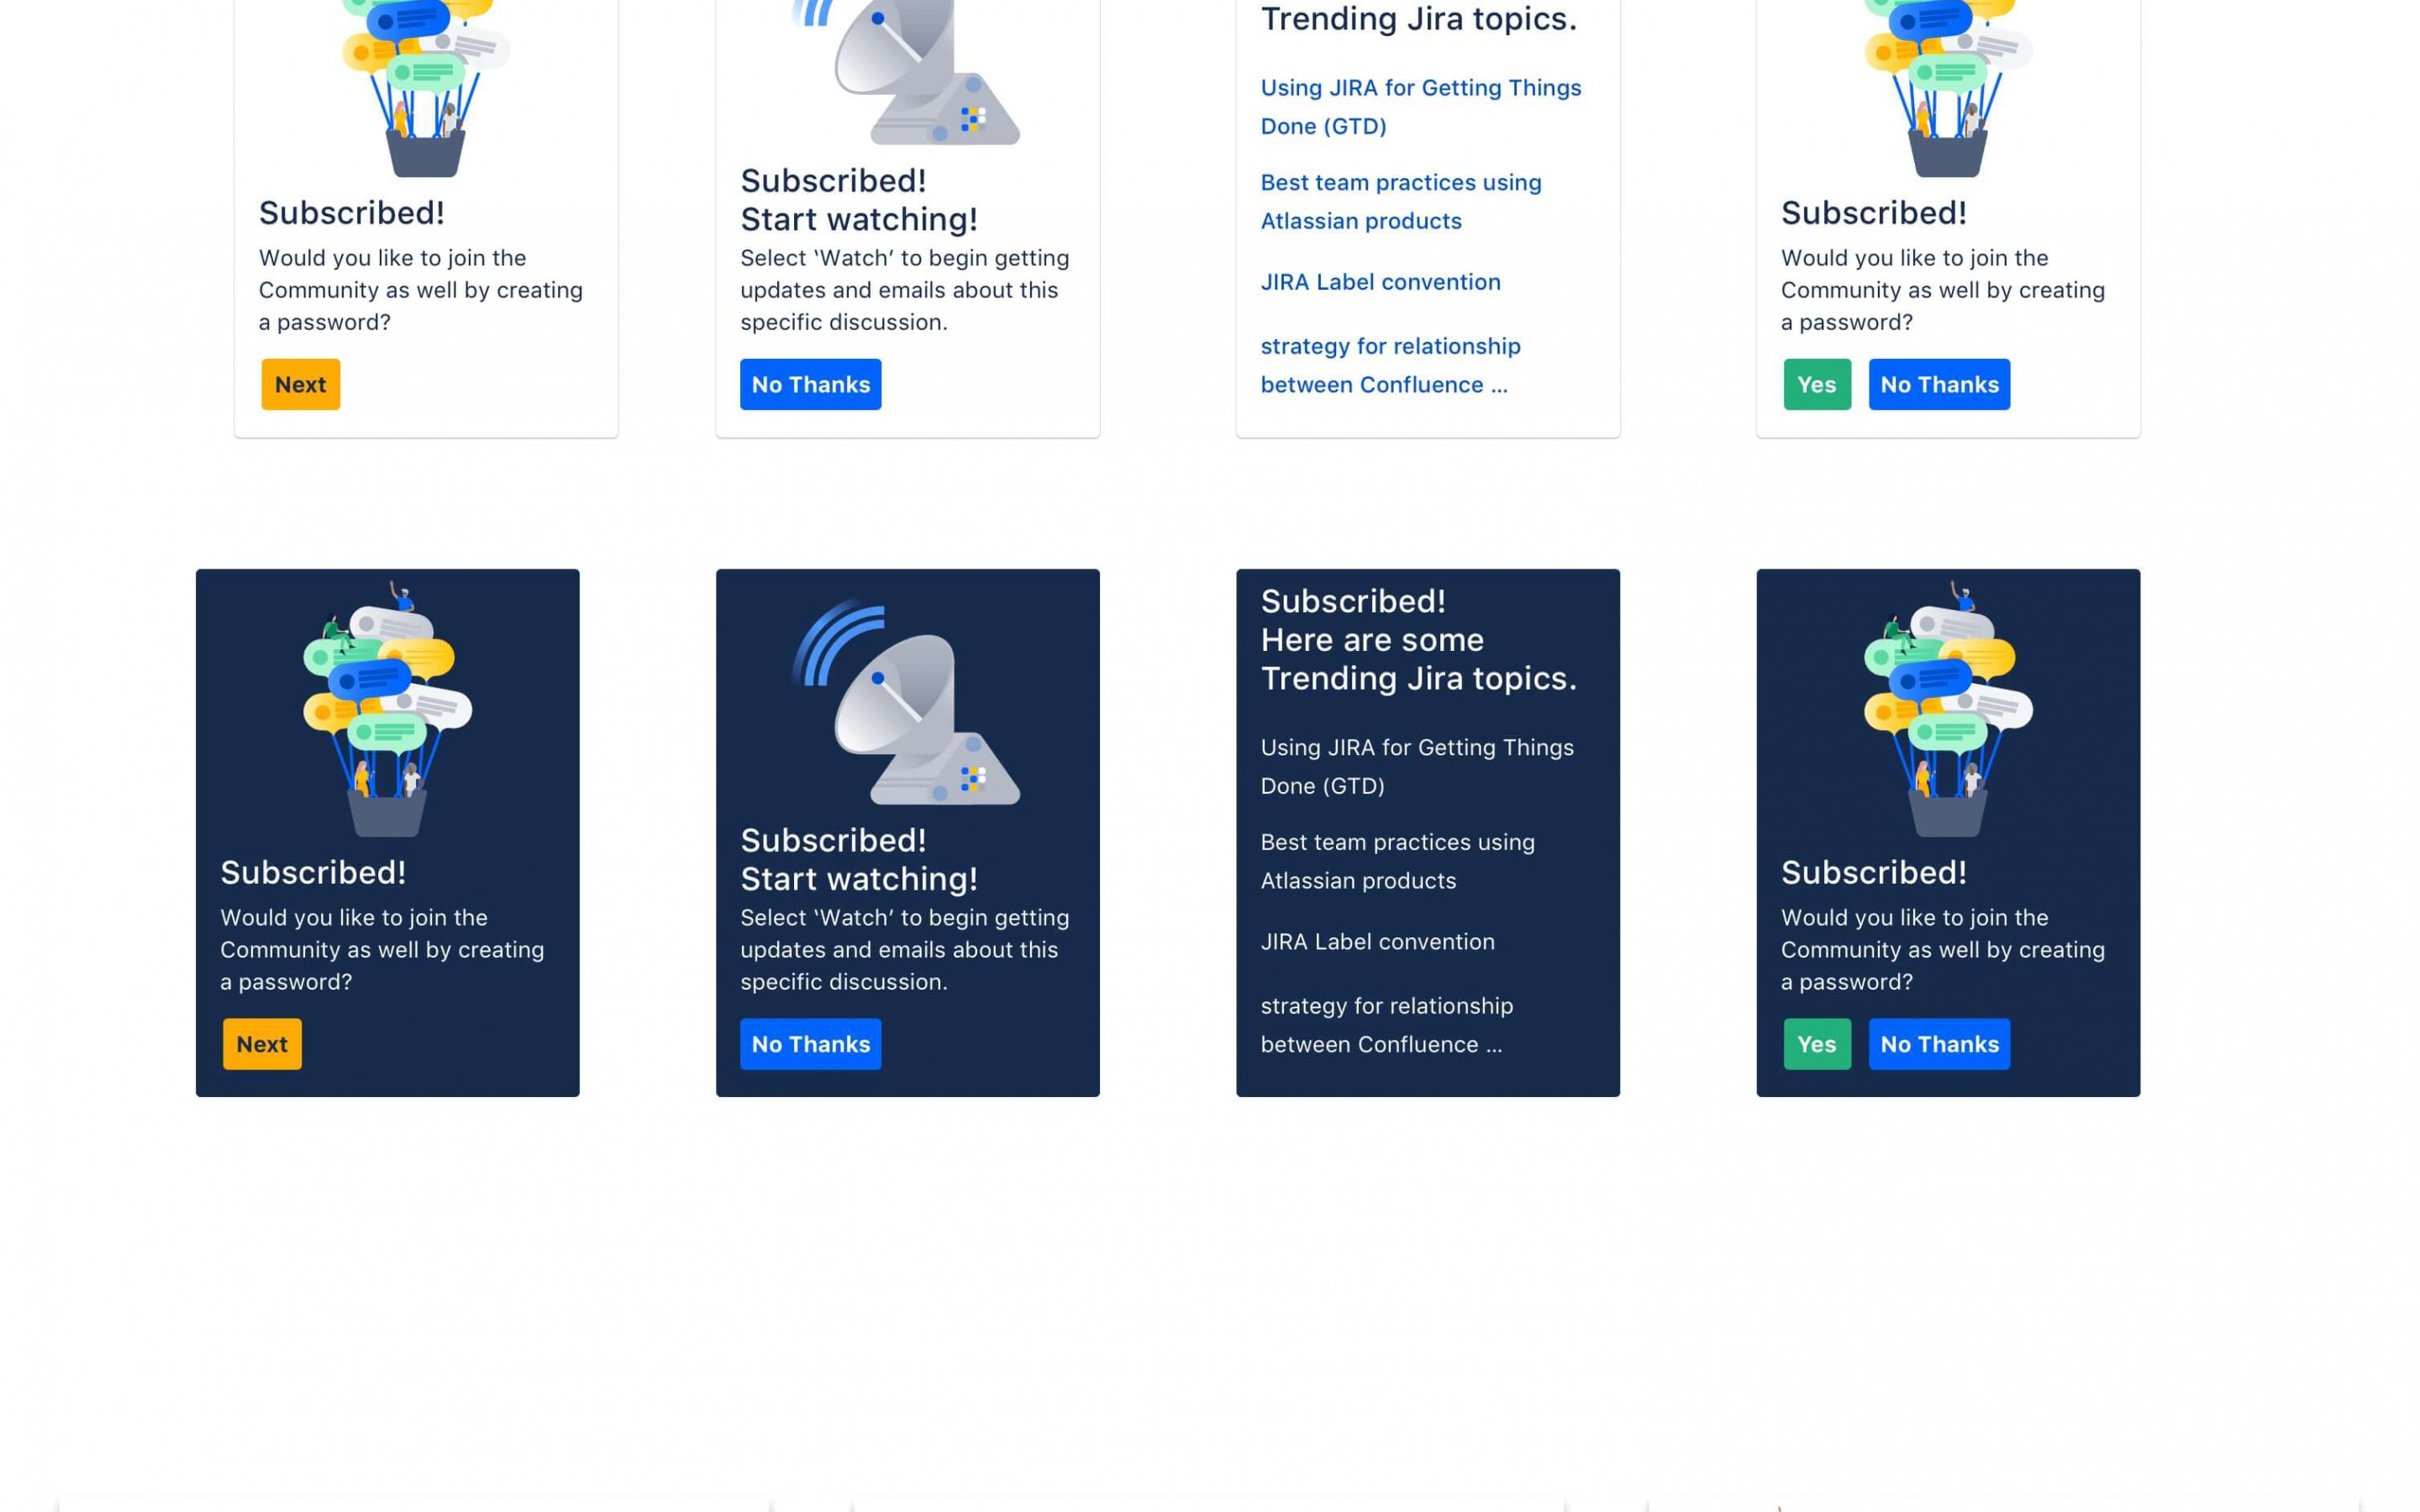 Subscribed!
Would you like to join the
Community as well by creating
a password?
Next
Subscribed!
Start watching!
Select ‘Watch’ to begin getting
updates and emails about this
specific discussion.
No Thanks
Trending Jira topics.
Using JIRA for Getting Things
Done (GTD)
Best team practices using
Atlassian products
JIRA Label convention
strategy for relationship
between Confluence ...
Subscribed!
Would you like to join the
Community as well by creating
a password?
Yes
No Thanks
Subscribed!
Would you like to join the
Community as well by creating
a password?
Next
Subscribed!
Start watching!
Select ‘Watch’ to begin getting
updates and emails about this
specific discussion.
No Thanks
Subscribed!
Here are some
Trending Jira topics.
Using JIRA for Getting Things
Done (GTD)
Best team practices using
Atlassian products
JIRA Label convention
strategy for relationship
between Confluence ...
Subscribed!
Would you like to join the
Community as well by creating
a password?
Yes
No Thanks